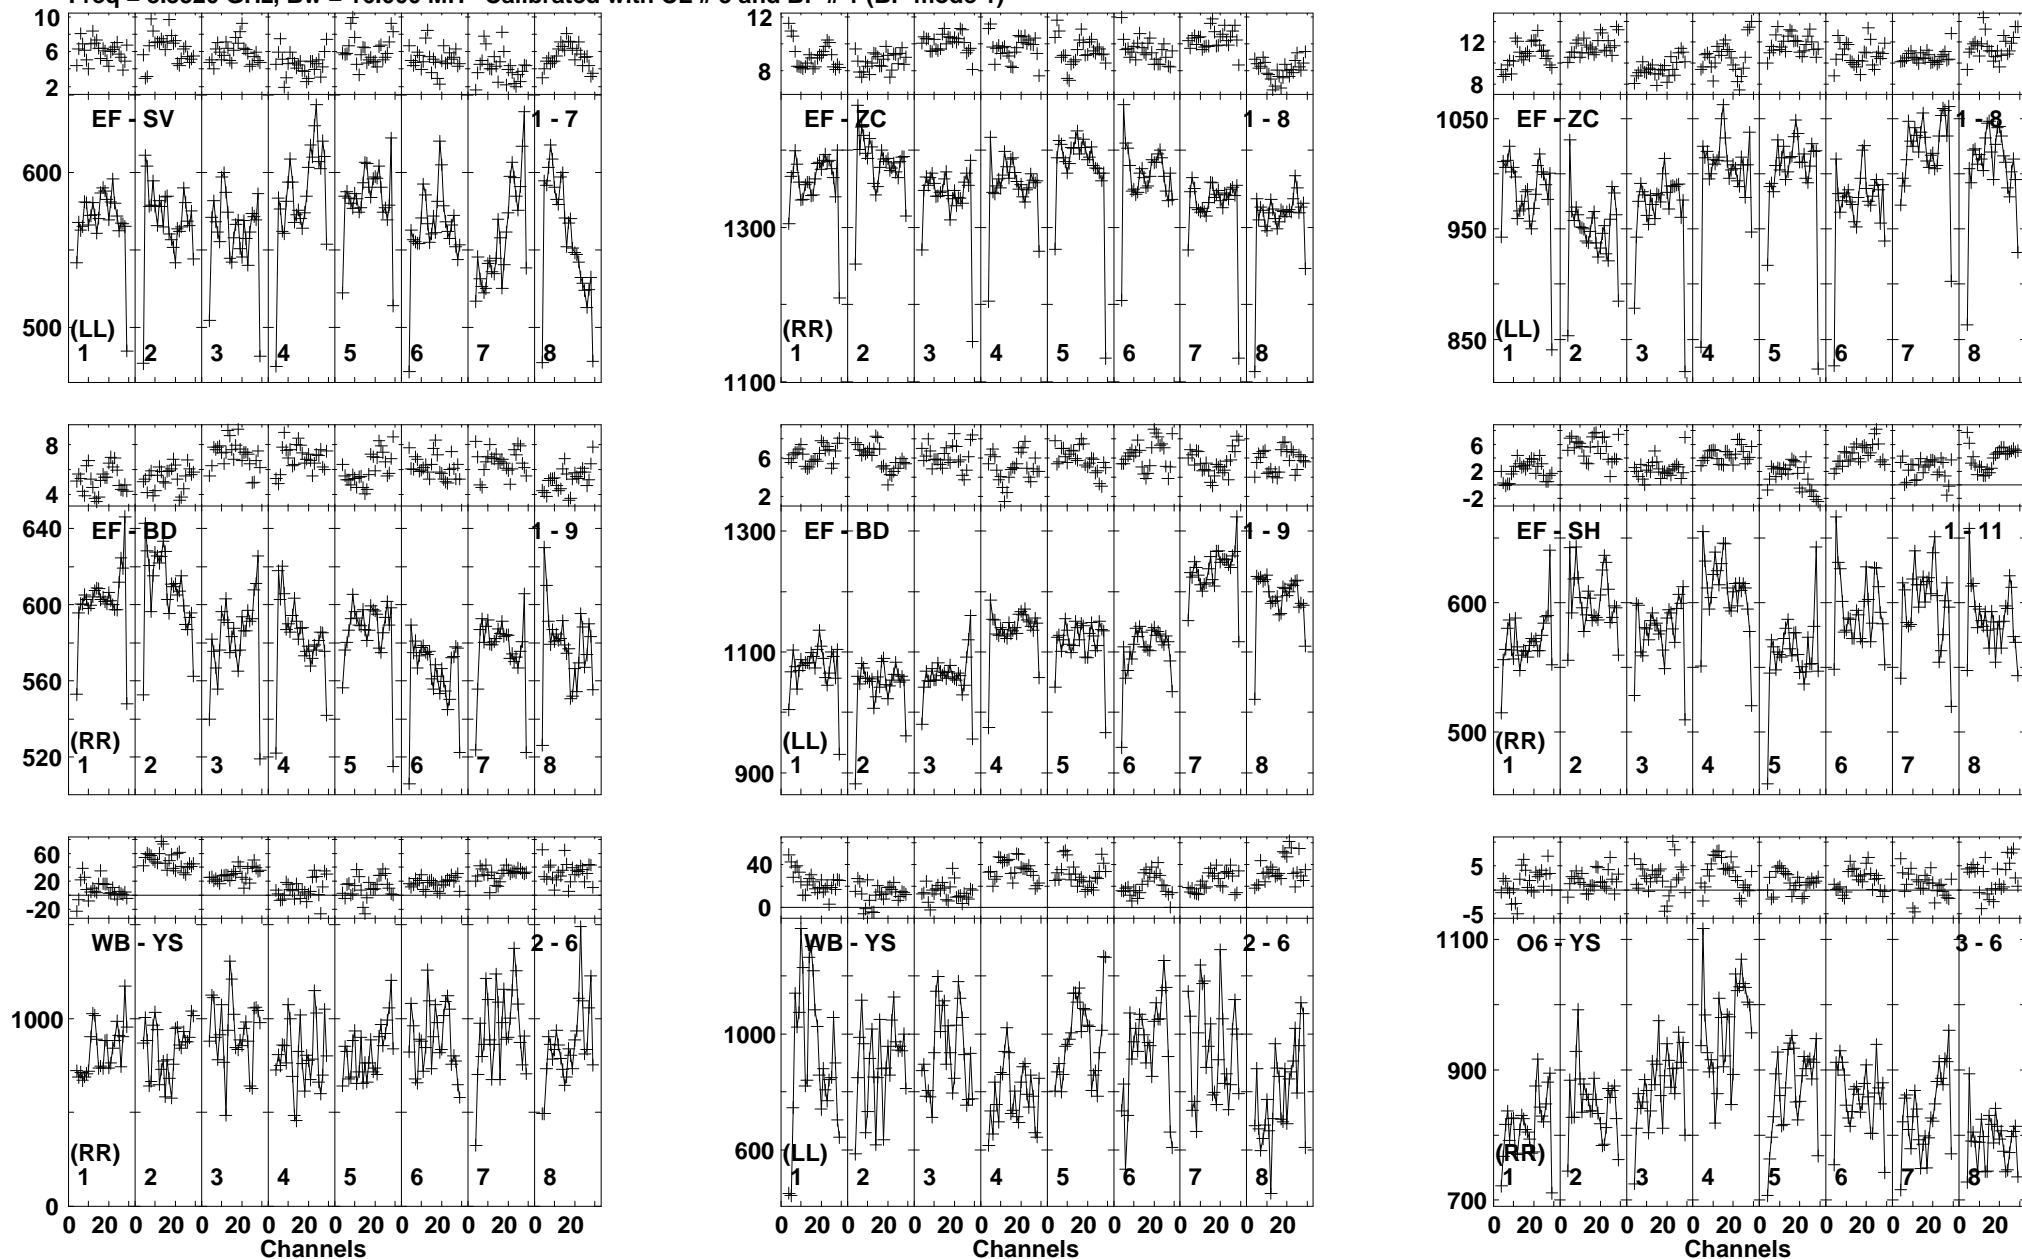 10 6 2
EF - SV 1 - 7
600 500
(LL)
1 2 3 4 5 6 7 8
12 8
EF - ZC 1 - 8
1300 1100
(RR)
1 2 3 4 5 6 7 8
12 8
EF - ZC 1 - 8
1050 950 850
(LL)
1 2 3 4 5 6 7 8
8 4
EF - BD 1 - 9
640 600 560 520
(RR)
1 2 3 4 5 6 7 8
6 2
EF - BD 1 - 9
1300 1100 900
(LL)
1 2 3 4 5 6 7 8
6 2 -2
EF - SH 1 - 11
600 500
(RR)
1 2 3 4 5 6 7 8
60 20 -20
WB - YS 2 - 6
1000 0
(RR)
1 2 3 4 5 6 7 8
0 20 0 20 0 20 0 20 0 20 0 20 0 20 0 20
Channels
40 0
WB - YS 2 - 6
1000 600
(LL)
1 2 3 4 5 6 7 8
0 20 0 20 0 20 0 20 0 20 0 20 0 20 0 20
Channels
5 -5
O6 - YS 3 - 6
1100 900 700
(RR)
1 2 3 4 5 6 7 8
0 20 0 20 0 20 0 20 0 20 0 20 0 20 0 20
Channels